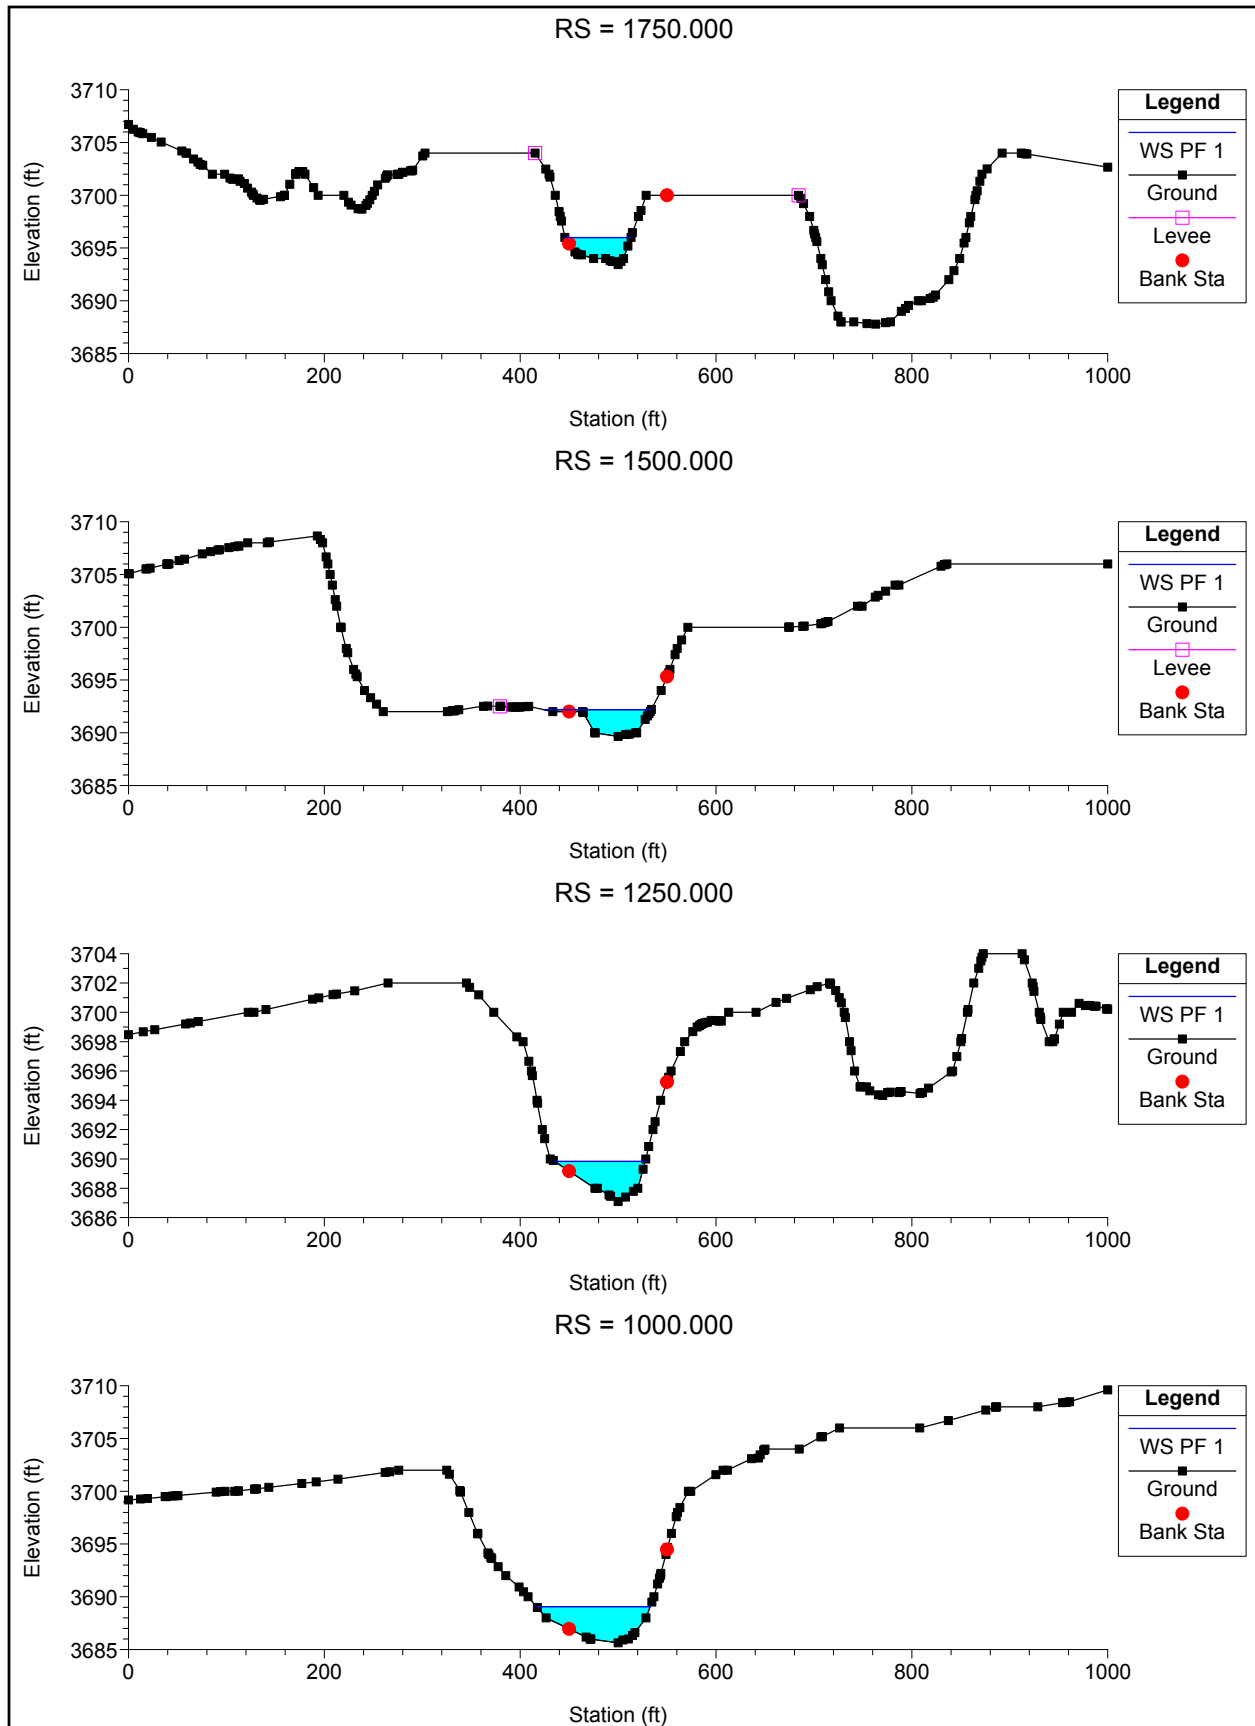 RS = 1750.000
3710
3705
3700
3695
3690
3685
Elevation (ft)
0 200 400 600 800 1000
Station (ft)
Legend
WS PF 1
Ground
Levee
Bank Sta
RS = 1500.000
3710
3705
3700
3695
3690
3685
Elevation (ft)
0 200 400 600 800 1000
Station (ft)
Legend
WS PF 1
Ground
Levee
Bank Sta
RS = 1250.000
3704
3702
3700
3698
3696
3694
3692
3690
3688
3686
Elevation (ft)
0 200 400 600 800 1000
Station (ft)
Legend
WS PF 1
Ground
Bank Sta
RS = 1000.000
3710
3705
3700
3695
3690
3685
Elevation (ft)
0 200 400 600 800 1000
Station (ft)
Legend
WS PF 1
Ground
Bank Sta